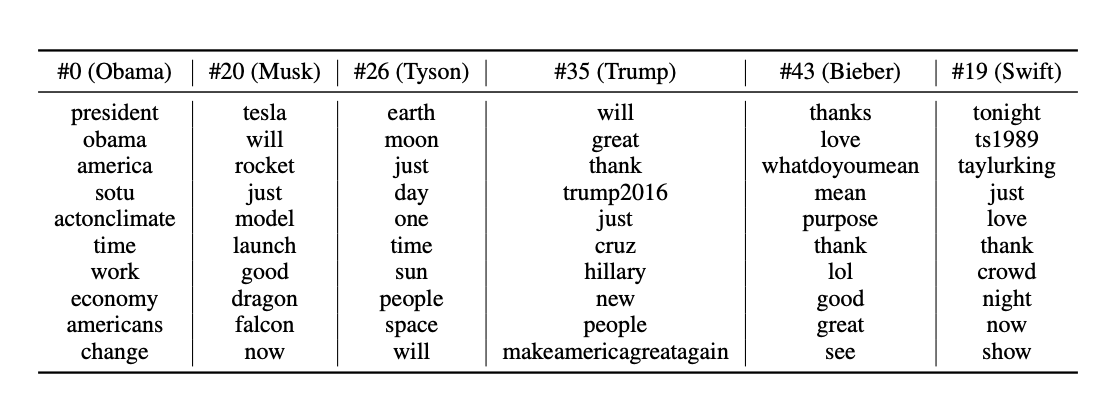 #0 (Obama) #20 (Musk) #26 (Tyson) #35 (Trump) #43 (Bieber) #19 (Swift)
president tesla earth will thanks tonight
obama will moon great love ts1989
america rocket just thank whatdoyoumean taylurking
sotu just day trump2016 mean just
actonclimate model one just purpose love
time launch time cruz thank thank
work good sun hillary lol crowd
economy dragon people new good night
americans falcon space people great now
change now will makeamericagreatagain see show